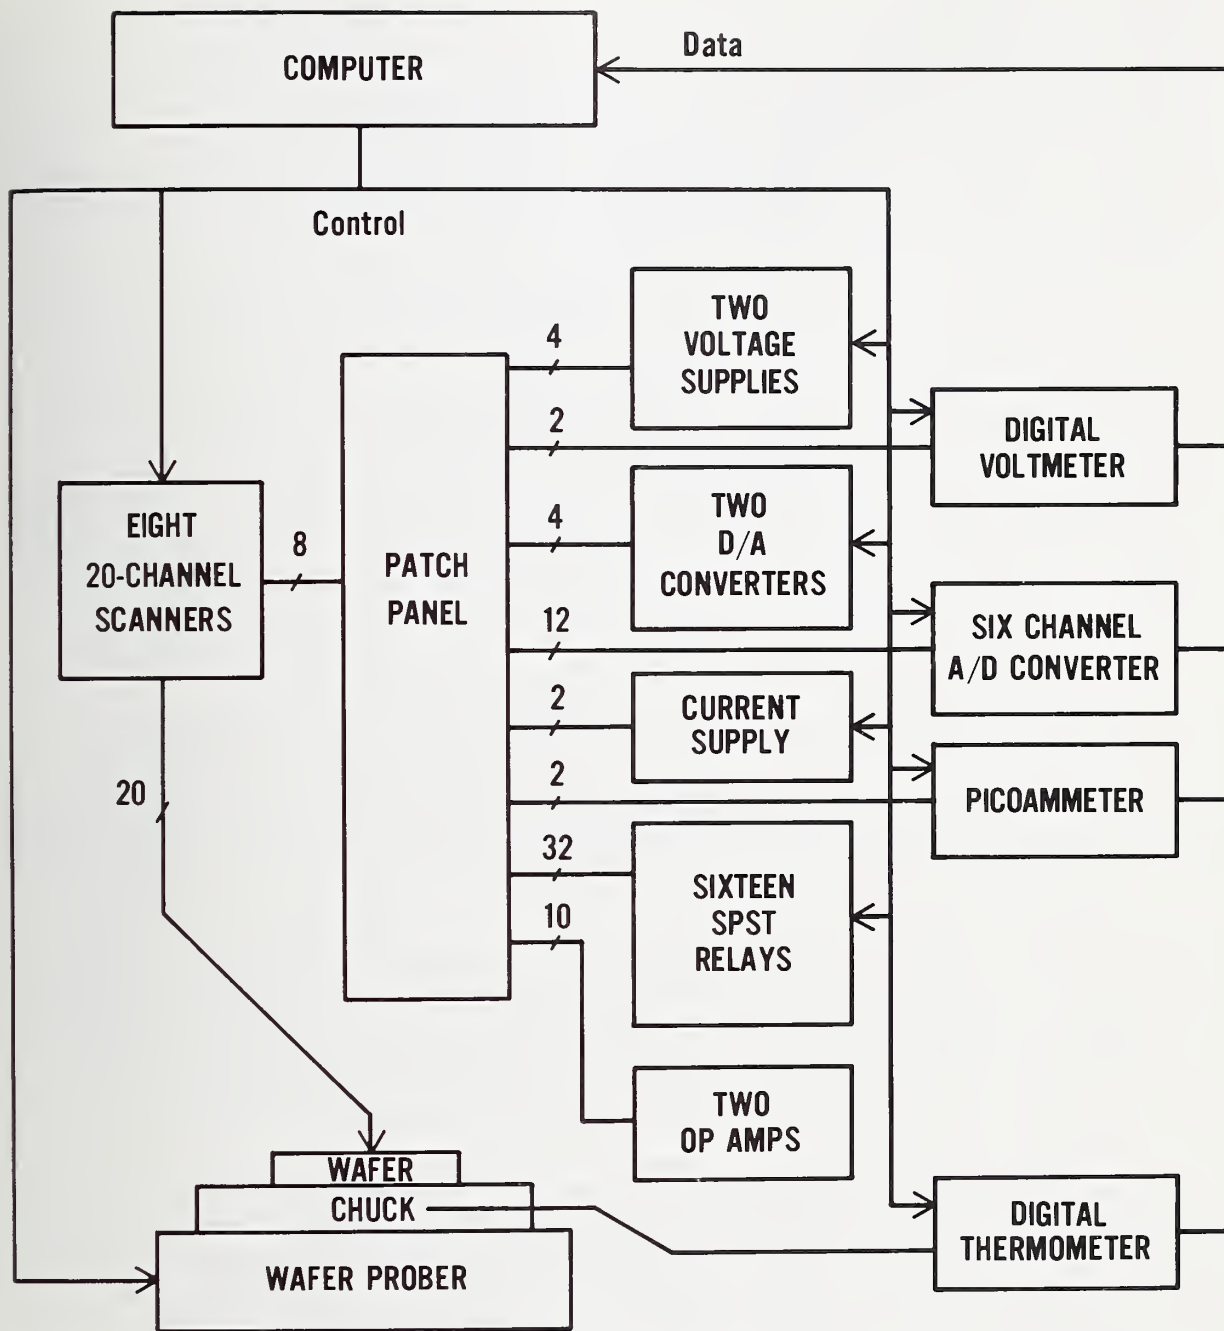 Data
COMPUTER
Control
TWO
VOLTAGE
SUPPLIES
4
2
DIGITAL
VOLTMETER
EIGHT
20-CHANNEL
SCANNERS
8
PATCH
PANEL
4
TWO
D/A
CONVERTERS
12
SIX CHANNEL
A/D CONVERTER
2
CURRENT
SUPPLY
2
PICOAMMETER
20
32
SIXTEEN
SPST
RELAYS
10
TWO
OP AMPS
WAFER
CHUCK
WAFER PROBER
DIGITAL
THERMOMETER